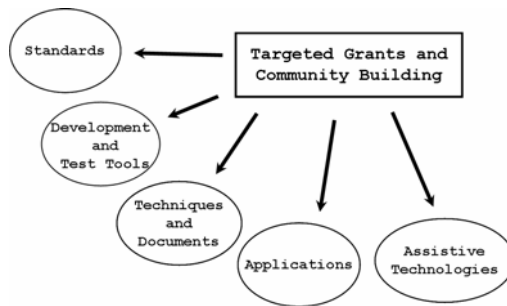 Standards
Targeted Grants and
Community Building
Development
and
Test Tools
Techniques
and
Documents
Applications
Assistive
Technologies